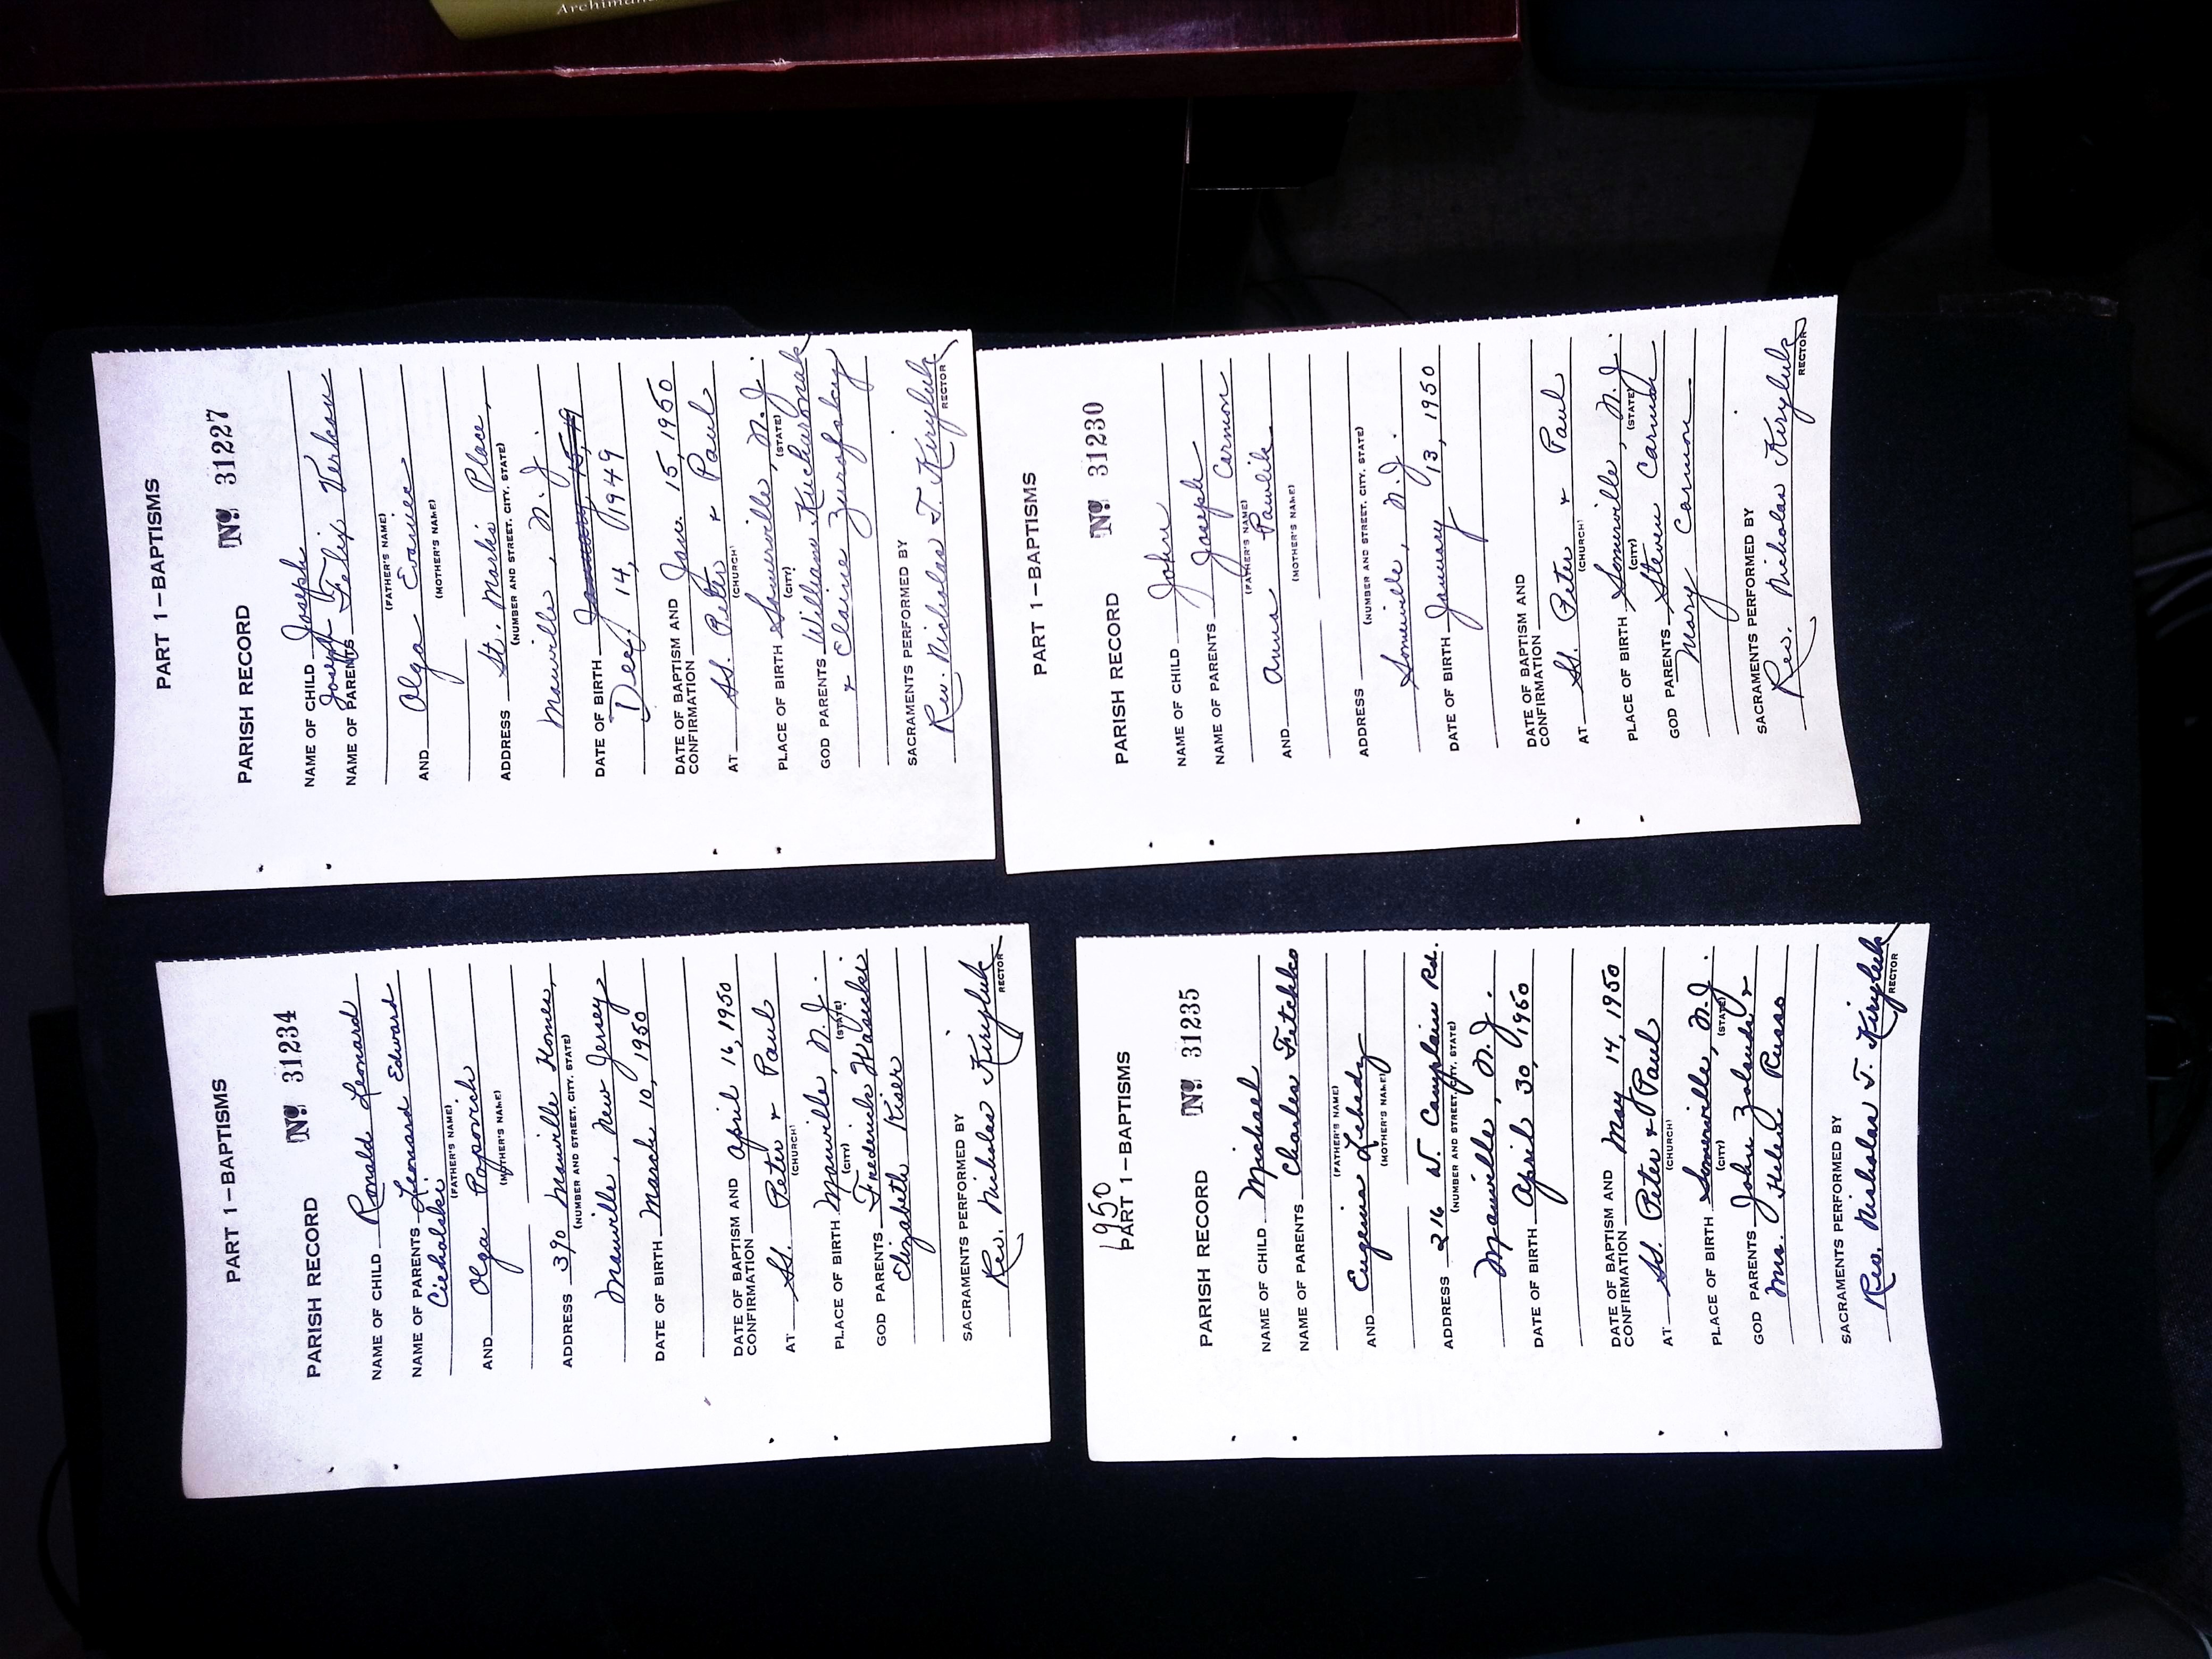 PART 1—BAPTISMS
PARISH RECORD No. 31234
NAME OF CHILD Ronald Leonard
NAME OF PARENTS Leonard Edward
Cichalski
(FATHER'S NAME)
AND Olga Popovich
(MOTHER'S NAME)
ADDRESS 390 Manville Homes,
(NUMBER AND STREET, CITY, STATE)
Manville, New Jersey
DATE OF BIRTH March 10, 1950
DATE OF BAPTISM AND
CONFIRMATION April 16, 1950
AT SS. Peter & Paul
(CHURCH)
PLACE OF BIRTH Manville, N.J.
(CITY) (STATE)
GOD PARENTS Frederick Wasicki
Elizabeth Kiser
SACRAMENTS PERFORMED BY
Rev. Nicholas Kiryluk
RECTOR
PART 1—BAPTISMS
PARISH RECORD No. 31227
NAME OF CHILD Joseph
Joseph
NAME OF PARENTS Felix Verkon
(FATHER'S NAME)
AND Olga
(MOTHER'S NAME)
ADDRESS St. Marks Place,
(NUMBER AND STREET, CITY, STATE)
Manville, N.J.
DATE OF BIRTH January 15, 19
Dec. 14, 1949
DATE OF BAPTISM AND
CONFIRMATION Jan. 15, 1950
AT SS. Peter & Paul
(CHURCH)
PLACE OF BIRTH Somerville, N.J.
(CITY) (STATE)
GOD PARENTS William Kucharonak
& Elaine Zurofsky
SACRAMENTS PERFORMED BY
Rev. Nicholas T. Kiryluk
RECTOR
1950
PART 1—BAPTISMS
PARISH RECORD No. 31235
NAME OF CHILD Michael
NAME OF PARENTS Charles Fetchko
(FATHER'S NAME)
AND Eugenia Lebedz
(MOTHER'S NAME)
ADDRESS 216 W. Camplain Rd.
(NUMBER AND STREET, CITY, STATE)
Manville, N.J.
DATE OF BIRTH April 30, 1950
DATE OF BAPTISM AND
CONFIRMATION May 14, 1950
AT SS. Peter & Paul
(CHURCH)
PLACE OF BIRTH Somerville, N.J.
(CITY) (STATE)
GOD PARENTS John Zolauds &
Mrs. Helen Russo
SACRAMENTS PERFORMED BY
Rev. Nicholas T. Kiryluk
RECTOR
PART 1—BAPTISMS
PARISH RECORD No. 31230
NAME OF CHILD John
NAME OF PARENTS Joseph
Carmon
(FATHER'S NAME)
AND Anna Pawlik
(MOTHER'S NAME)
ADDRESS
(NUMBER AND STREET, CITY, STATE)
Somerville, N.J.
DATE OF BIRTH January 13, 1950
DATE OF BAPTISM AND
CONFIRMATION
AT SS. Peter & Paul
(CHURCH)
PLACE OF BIRTH Somerville, N.J.
(CITY) (STATE)
GOD PARENTS Steven Carmon
Mary Carmon
SACRAMENTS PERFORMED BY
Rev. Nicholas Kiryluk
RECTOR